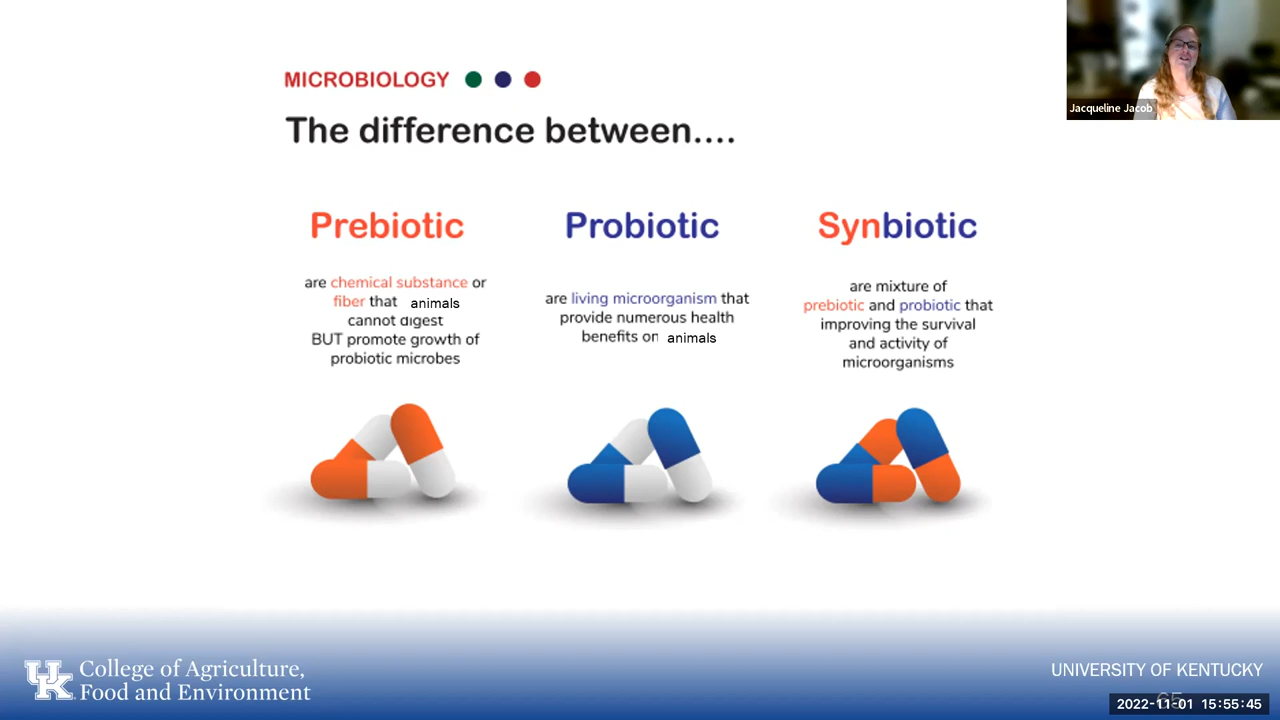 Jacqueline Jacob
MICROBIOLOGY
The difference between....
Prebiotic
are chemical substance or
fiber that animals
cannot digest
BUT promote growth of
probiotic microbes
Probiotic
are living microorganism that
provide numerous health
benefits on animals
Synbiotic
are mixture of
prebiotic and probiotic that
improving the survival
and activity of
microorganisms
UK
College of Agriculture,
Food and Environment
UNIVERSITY OF KENTUCKY
2022-11-01 15:55:45